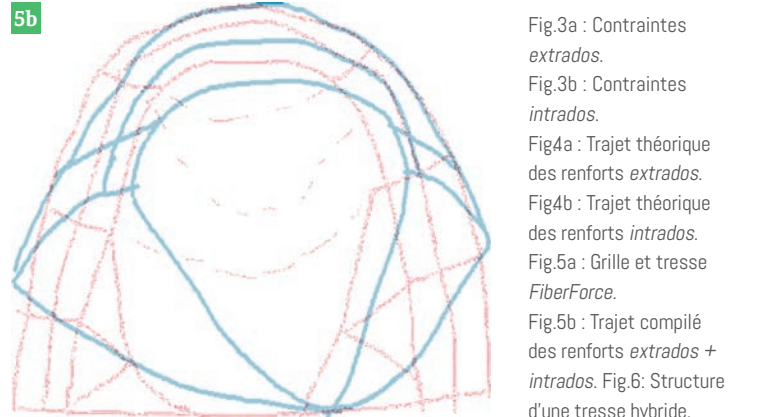 5b
Fig.3a : Contraintes
extrados.
Fig.3b : Contraintes
intrados.
Fig4a : Trajet théorique
des renforts extrados.
Fig4b : Trajet théorique
des renforts intrados.
Fig.5a : Grille et tresse
FiberForce.
Fig.5b : Trajet compilé
des renforts extrados +
intrados. Fig.6: Structure
d'une tresse hybride.